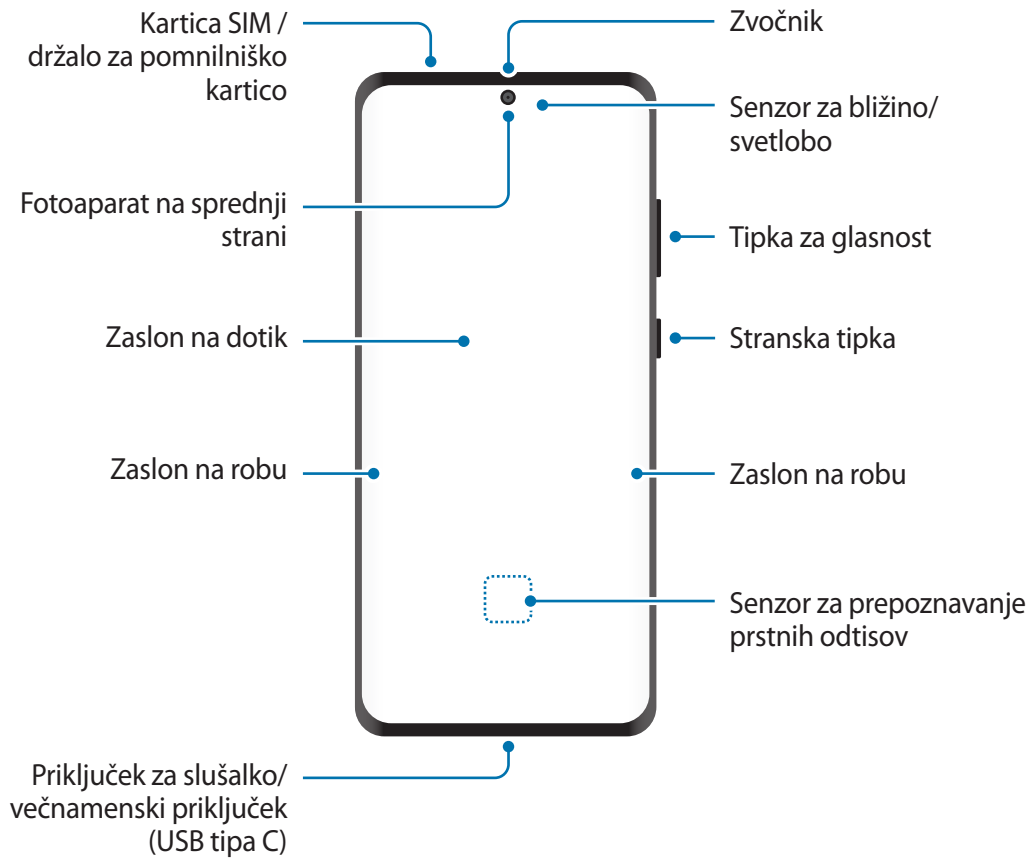 Kartica SIM /
držalo za pomnilniško
kartico
Fotoaparat na sprednji
strani
Zaslon na dotik
Zaslon na robu
Priključek za slušalko/
večnamenski priključek
(USB tipa C)
Zvočnik
Senzor za bližino/
svetlobo
Tipka za glasnost
Stranska tipka
Zaslon na robu
Senzor za prepoznavanje
prstnih odtisov